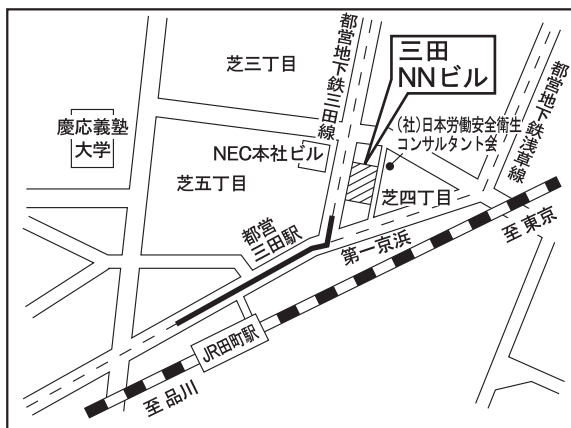 三田
NNビル
芝三丁目
都営地下鉄三田線
都営地下鉄浅草線
慶応義塾
大学
(社)日本労働安全衛生
コンサルタント会
NEC本社ビル
芝五丁目
芝四丁目
都営
三田駅
第一京浜
至東京
JR田町駅
至品川